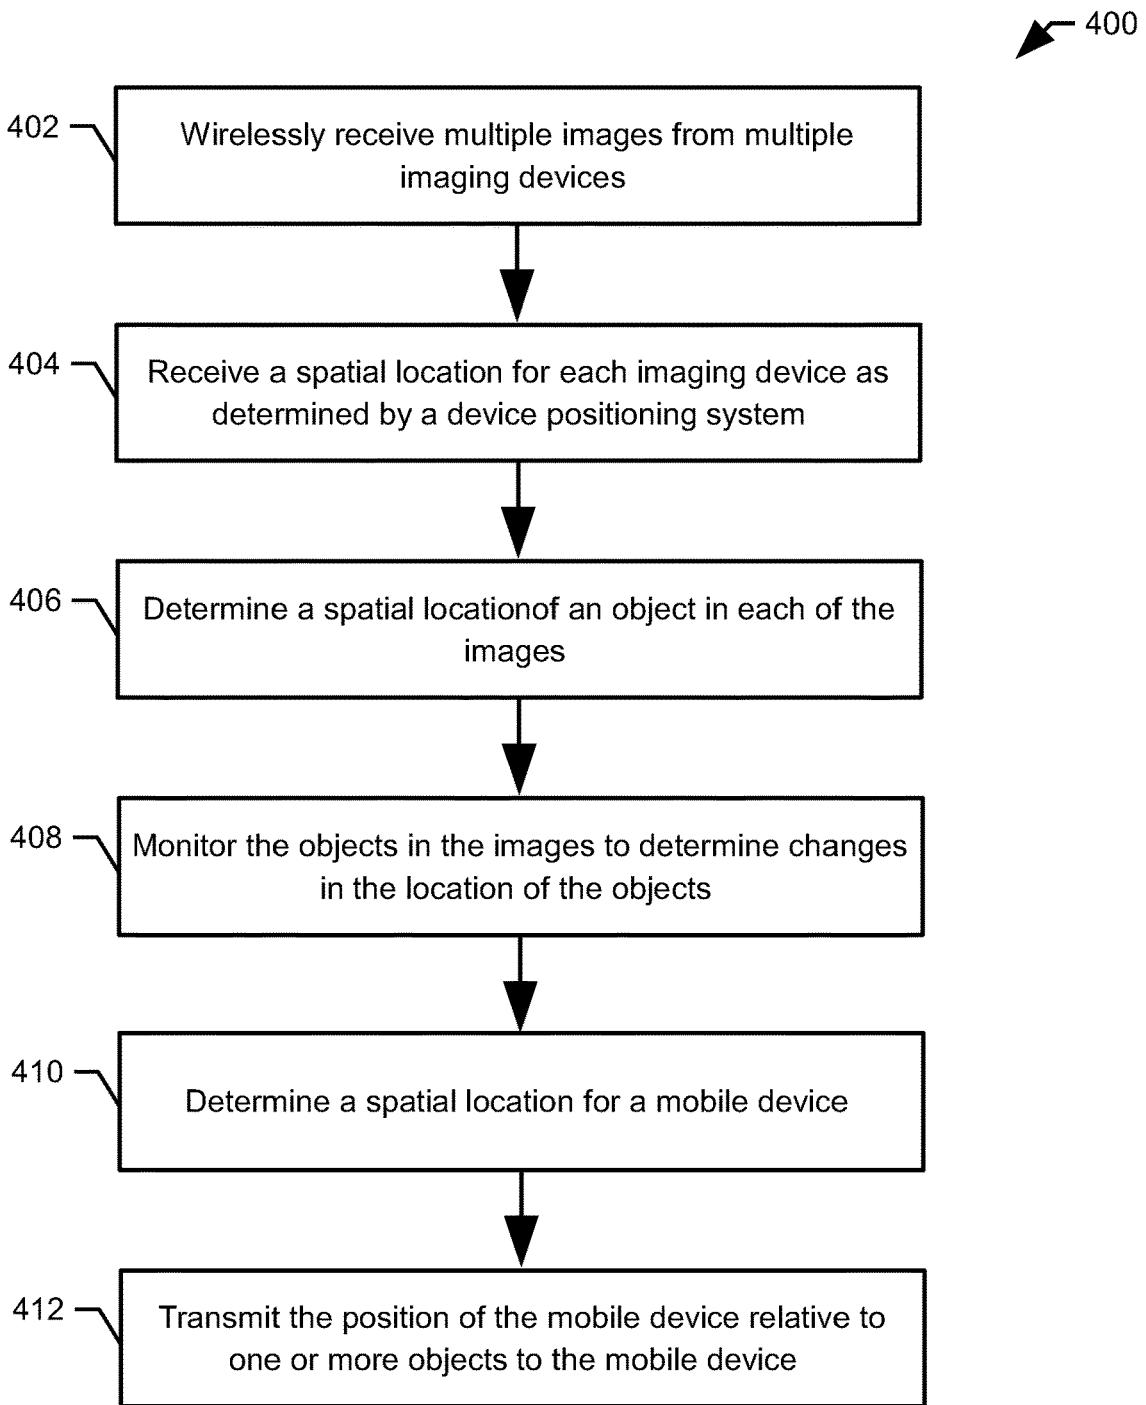 400
402
Wirelessly receive multiple images from multiple
imaging devices
404
Receive a spatial location for each imaging device as
determined by a device positioning system
406
Determine a spatial locationof an object in each of the
images
408
Monitor the objects in the images to determine changes
in the location of the objects
410
Determine a spatial location for a mobile device
412
Transmit the position of the mobile device relative to
one or more objects to the mobile device